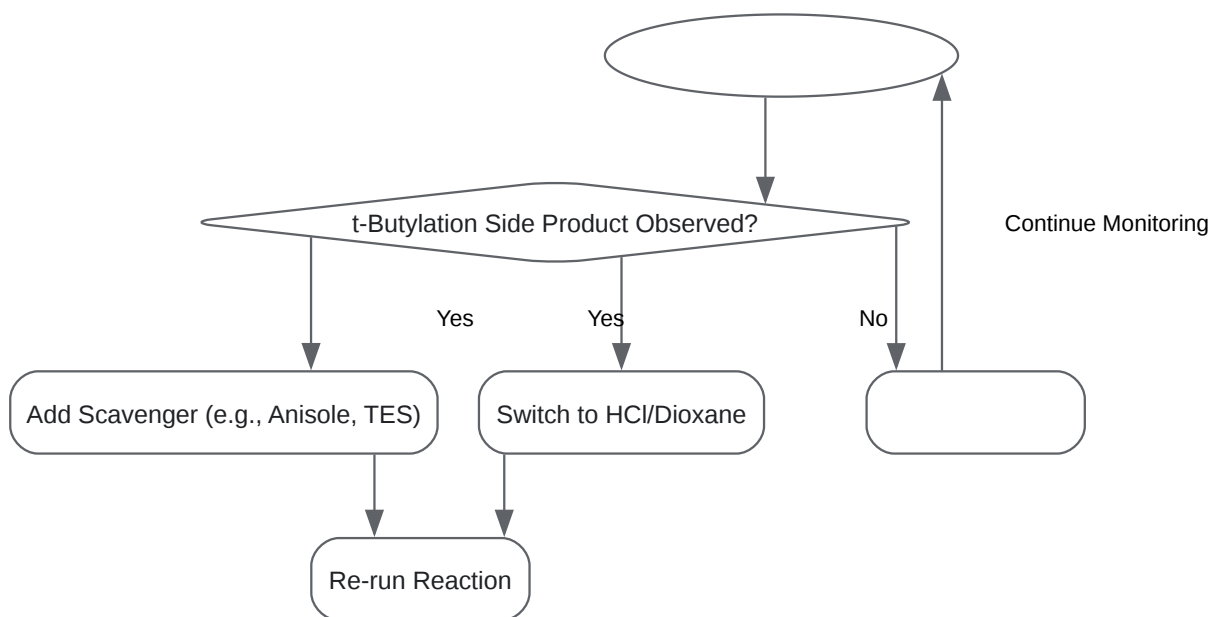 t-Butylation Side Product Observed?
Continue Monitoring
Yes
Yes
No
Add Scavenger (e.g., Anisole, TES)
Switch to HCl/Dioxane
Re-run Reaction